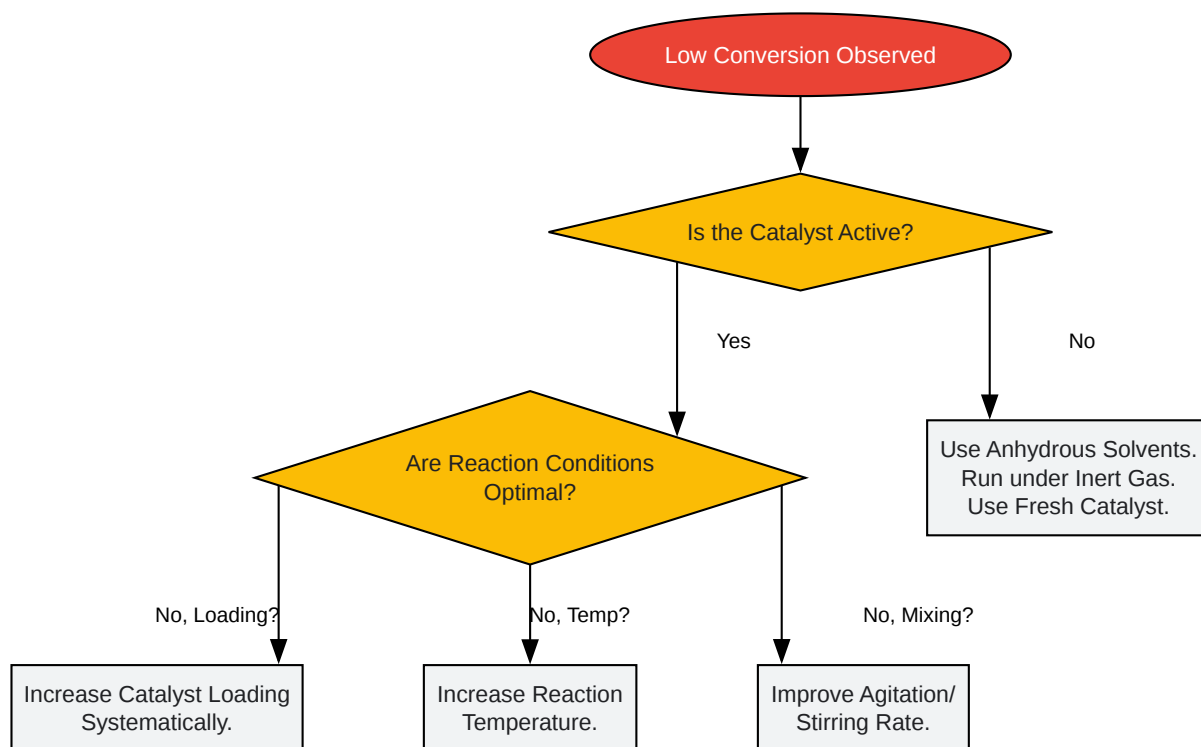 Low Conversion Observed
Is the Catalyst Active?
Yes
No
Are Reaction Conditions
Optimal?
Use Anhydrous Solvents.
Run under Inert Gas.
Use Fresh Catalyst.
No, Loading?
No, Temp?
No, Mixing?
Increase Catalyst Loading
Systematically.
Increase Reaction
Temperature.
Improve Agitation/
Stirring Rate.